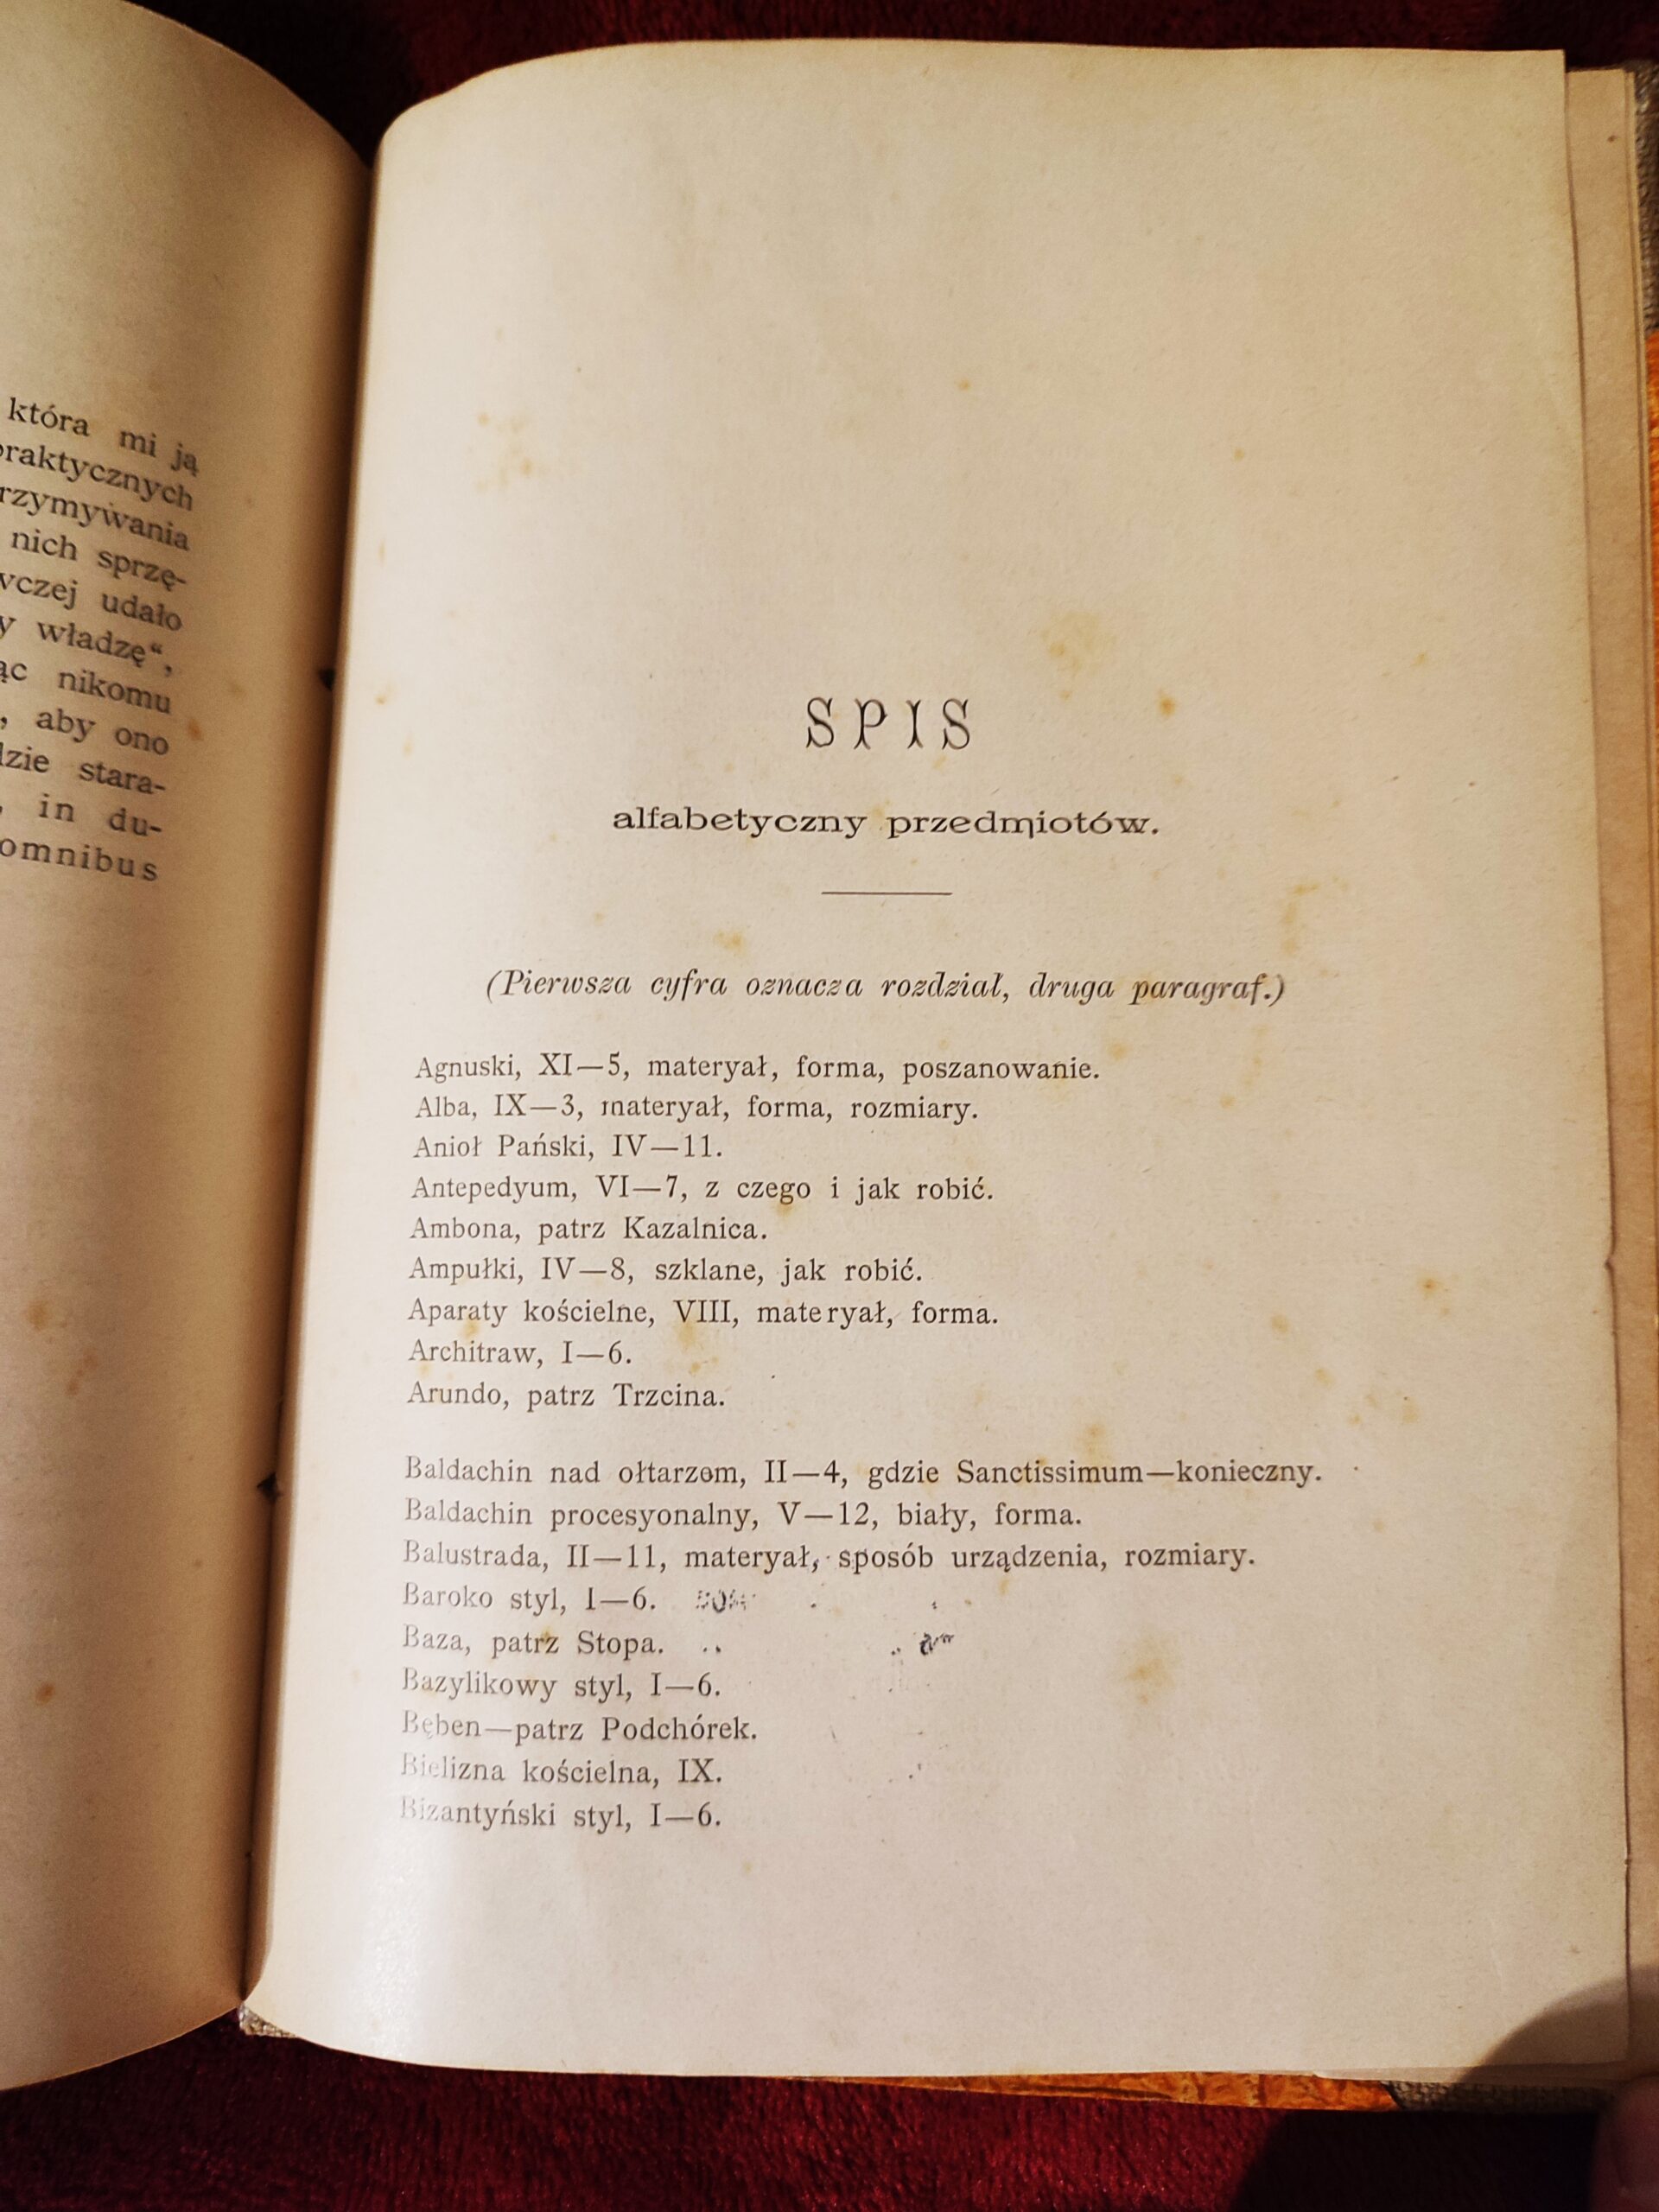 która mi ją
nich sprzę-
udało
władzę“,
nikomu
aby ono
stara-
in du-
omnibus
SPIS
alfabetyczny przedmiotów.
(Pierwsza cyfra oznacza rozdział, druga paragraf.)
Agnuski, XI—5, materyał, forma, poszanowanie.
Alba, IX—3, materyał, forma, rozmiary.
Anioł Pański, IV—11.
Antepedyum, VI—7, z czego i jak robić.
Ambona, patrz Kazalnica.
Ampułki, IV—8, szklane, jak robić.
Aparaty kościelne, VIII, materyał, forma.
Architraw, I—6.
Arundo, patrz Trzcina.
Baldachin nad ołtarzem, II—4, gdzie Sanctissimum—konieczny.
Baldachin procesyonalny, V—12, biały, forma.
Balustrada, II—11, materyał, sposób urządzenia, rozmiary.
Baroko styl, I—6.
Baza, patrz Stopa.
Bazylikowy styl, I—6.
Bęben—patrz Podchórek.
Bielizna kościelna, IX.
Bizantyński styl, I—6.